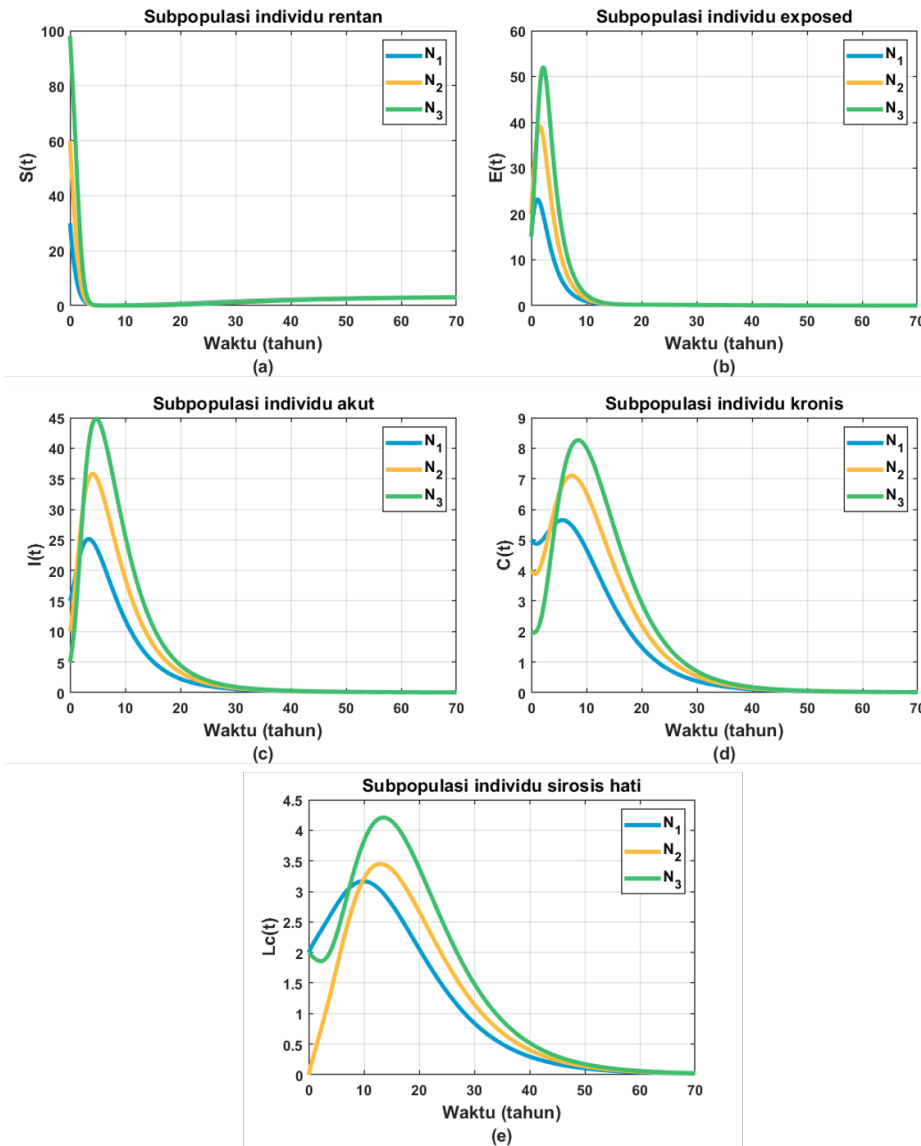 Subpopulasi individu rentan
100
80
60
40
20
0
S(t)
N1
N2
N3
0 10 20 30 40 50 60 70
Waktu (tahun)
(a)
Subpopulasi individu exposed
60
50
40
30
20
10
0
E(t)
N1
N2
N3
0 10 20 30 40 50 60 70
Waktu (tahun)
(b)
Subpopulasi individu akut
45
40
35
30
25
20
15
10
5
0
I(t)
N1
N2
N3
0 10 20 30 40 50 60 70
Waktu (tahun)
(c)
Subpopulasi individu kronis
9
8
7
6
5
4
3
2
1
0
C(t)
N1
N2
N3
0 10 20 30 40 50 60 70
Waktu (tahun)
(d)
Subpopulasi individu sirosis hati
4.5
4
3.5
3
2.5
2
1.5
1
0.5
0
Lc(t)
N1
N2
N3
0 10 20 30 40 50 60 70
Waktu (tahun)
(e)